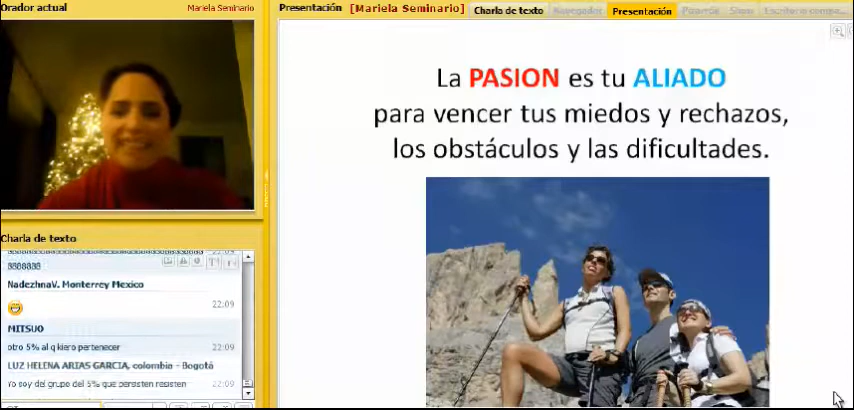 Orador actual
Mariela Seminario
Presentación [Mariela Seminario]
Charla de texto
Navegador
Presentación
Pizarrón
Show
La PASION es tu ALIADO
para vencer tus miedos y rechazos,
los obstáculos y las dificultades.
Charla de texto
22:09
NadezhnaV. Monterrey Mexico
22:09
MITSUO
otro 5% al q kiero pertenecer
22:09
LUZ HELENA ARIAS GARCIA, colombia - Bogotá
Yo soy del grupo del 5% que persisten resisten
22:09